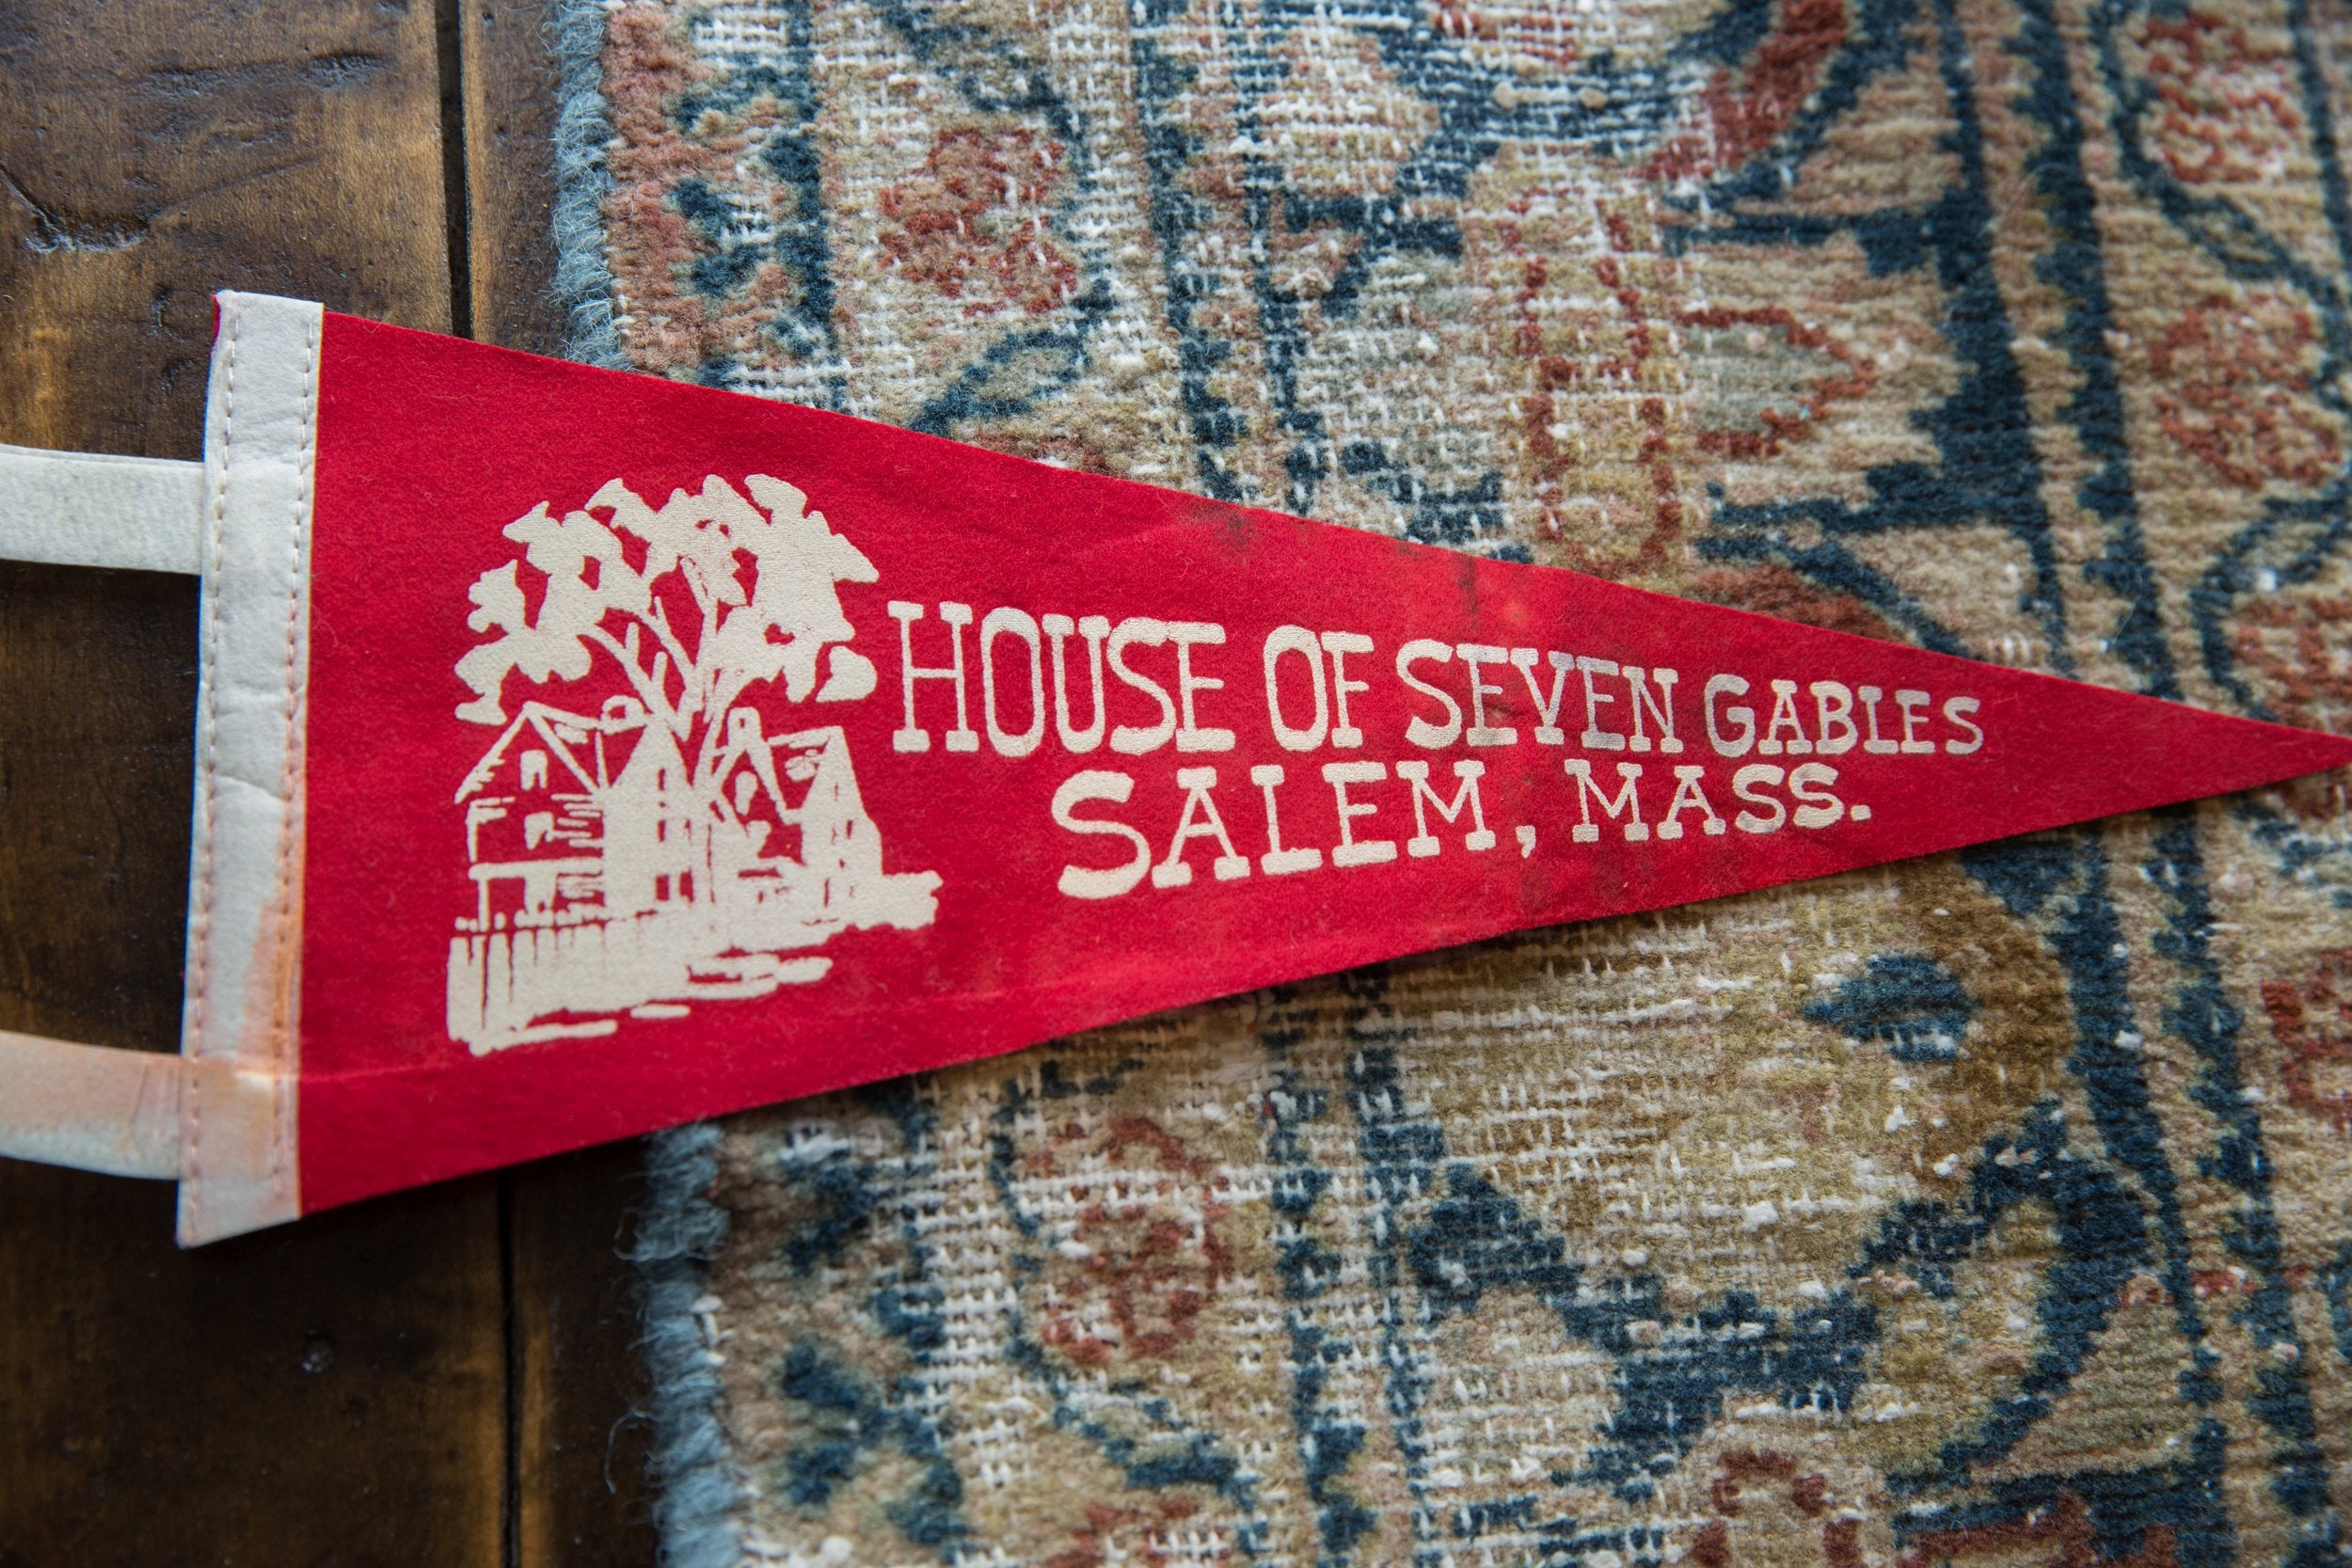 HOUSE OF SEVEN GABLES
SALEM, MASS.